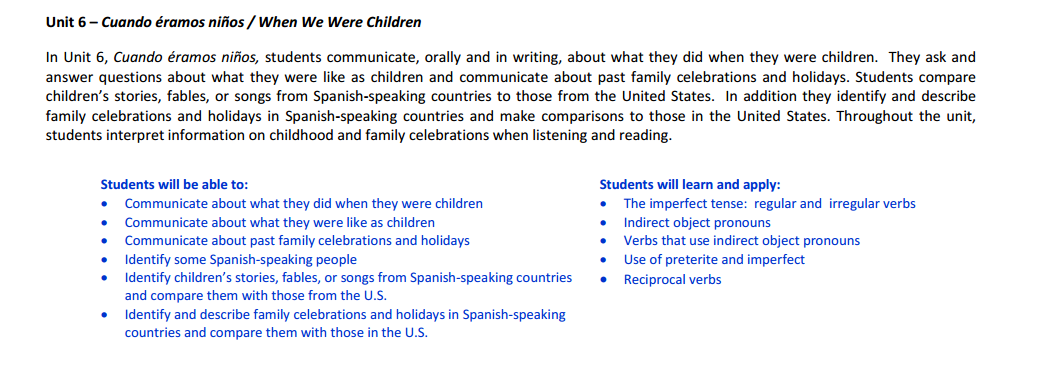 Unit 6 – Cuando éramos niños / When We Were Children
In Unit 6, Cuando éramos niños, students communicate, orally and in writing, about what they did when they were children. They ask and
answer questions about what they were like as children and communicate about past family celebrations and holidays. Students compare
children's stories, fables, or songs from Spanish-speaking countries to those from the United States. In addition they identify and describe
family celebrations and holidays in Spanish-speaking countries and make comparisons to those in the United States. Throughout the unit,
students interpret information on childhood and family celebrations when listening and reading.
Students will be able to:
• Communicate about what they did when they were children
• Communicate about what they were like as children
• Communicate about past family celebrations and holidays
• Identify some Spanish-speaking people
• Identify children's stories, fables, or songs from Spanish-speaking countries
and compare them with those from the U.S.
• Identify and describe family celebrations and holidays in Spanish-speaking
countries and compare them with those in the U.S.
Students will learn and apply:
• The imperfect tense: regular and irregular verbs
• Indirect object pronouns
• Verbs that use indirect object pronouns
• Use of preterite and imperfect
• Reciprocal verbs